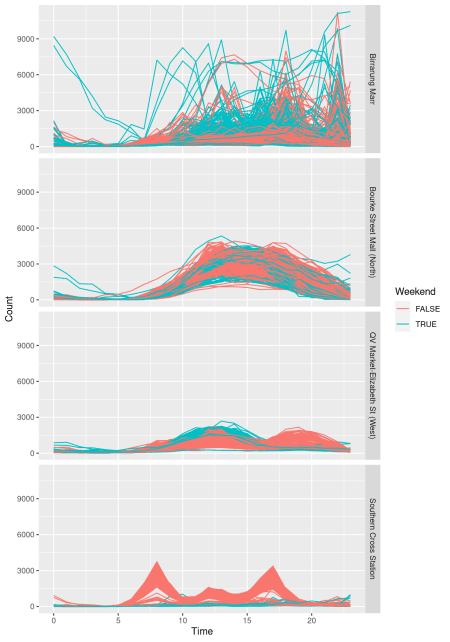 9000
6000
3000
0
Birrarung Marr
9000
6000
3000
0
Bourke Street Mall (North)
9000
6000
3000
0
QV Market-Elizabeth St (West)
9000
6000
3000
0
Southern Cross Station
0
5
10
15
20
Time
Count
Weekend
FALSE
TRUE